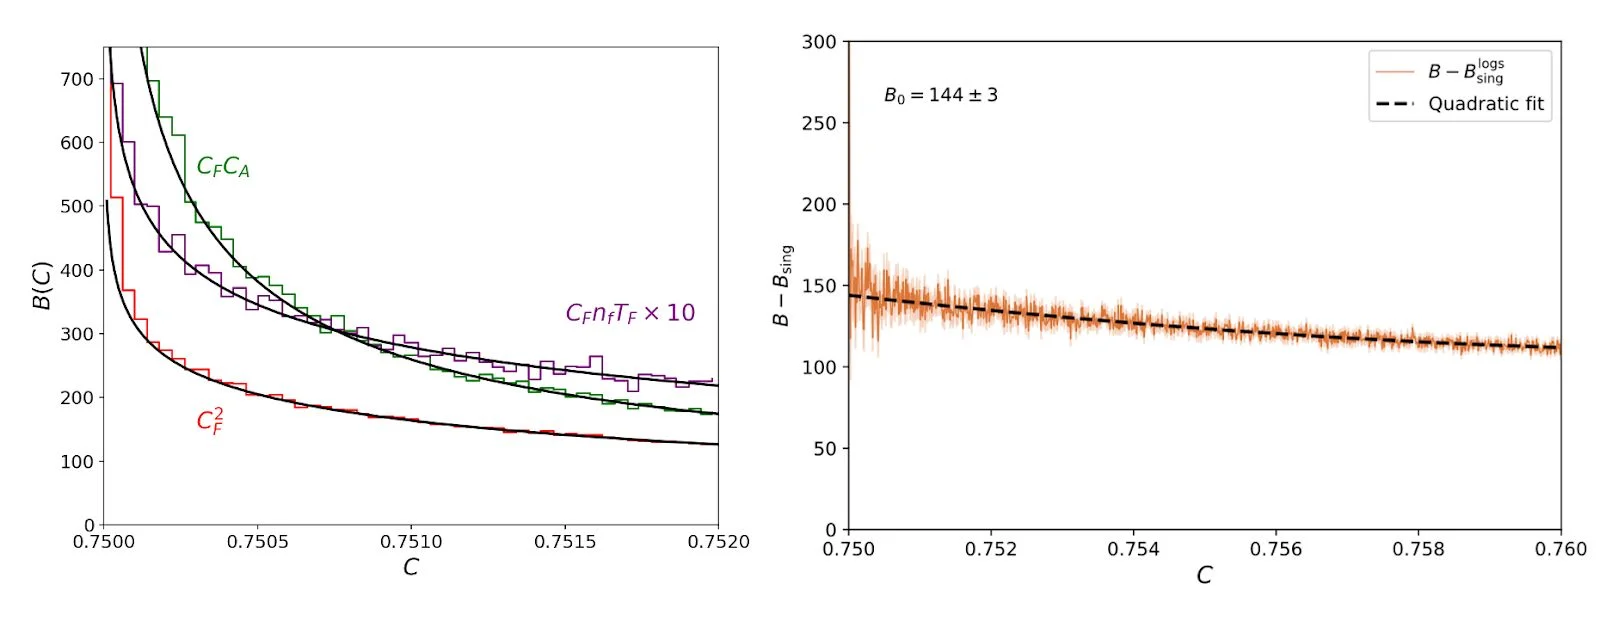 700
600
500
400
300
200
100
0
B(C)
C_F C_A
C_F n_f T_F × 10
C_F^2
0.7500 0.7505 0.7510 0.7515 0.7520
C
300
250
200
150
100
50
0
B − B_sing
B_0 = 144 ± 3
B − B_sing^logs
Quadratic fit
0.750 0.752 0.754 0.756 0.758 0.760
C